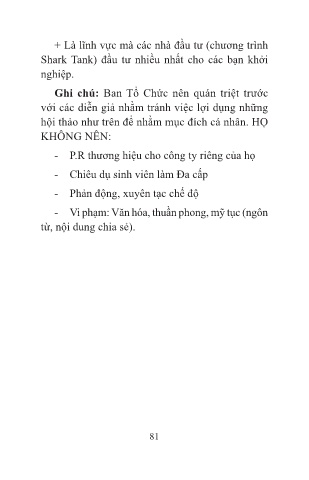 + Là lĩnh vực mà các nhà đầu tư (chương trình
Shark Tank) đầu tư nhiều nhất cho các bạn khởi
nghiệp.
Ghi chú: Ban Tổ Chức nên quán triệt trước
với các diễn giả nhằm tránh việc lợi dụng những
hội thảo như trên để nhằm mục đích cá nhân. HỌ
KHÔNG NÊN:
- P.R thương hiệu cho công ty riêng của họ
- Chiêu dụ sinh viên làm Đa cấp
- Phản động, xuyên tạc chế độ
- Vi phạm: Văn hóa, thuần phong, mỹ tục (ngôn
từ, nội dung chia sẻ).
81